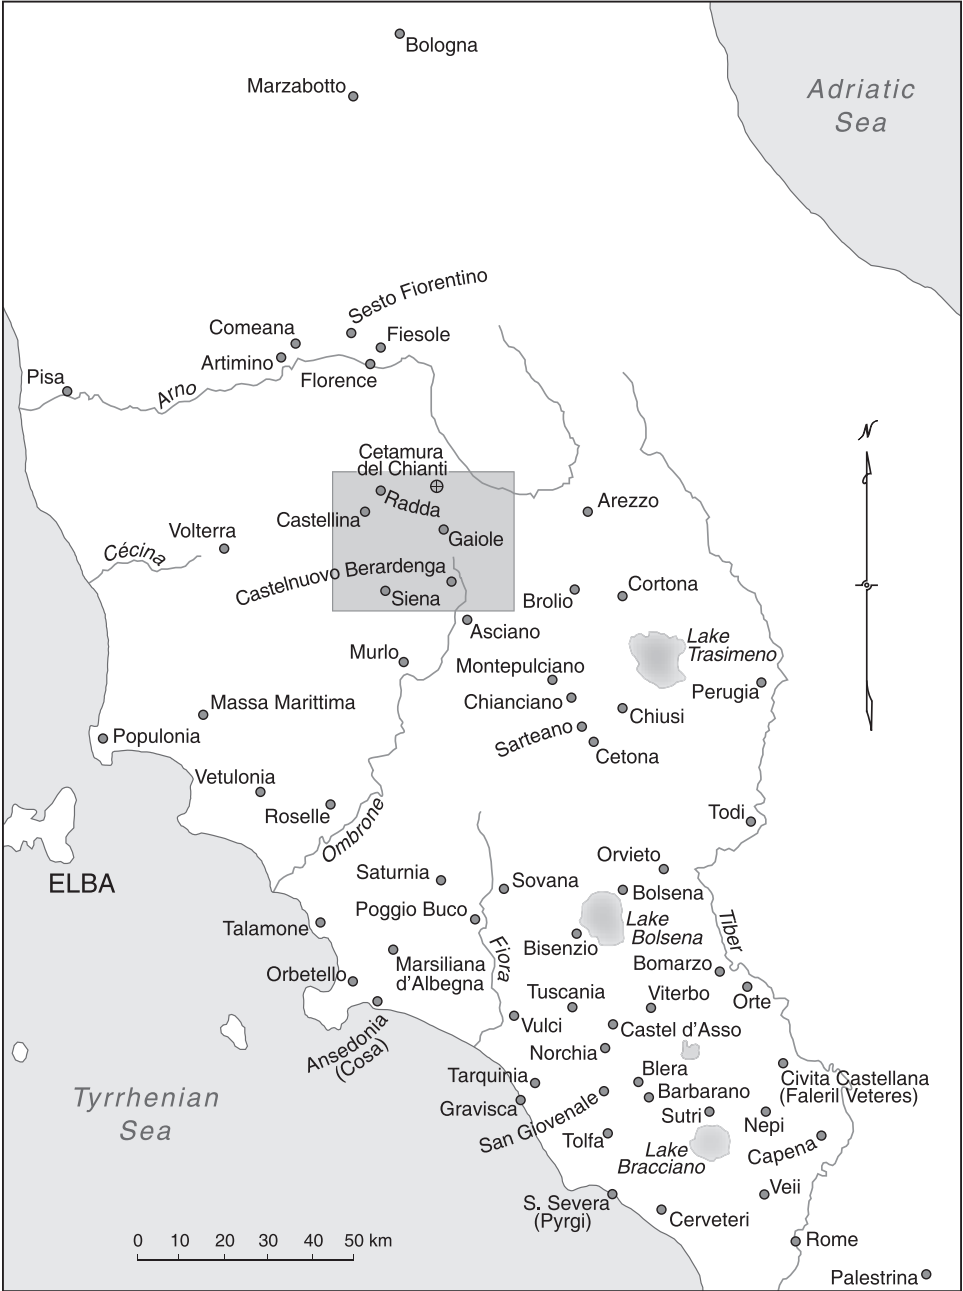 Bologna
Marzabotto
Adriatic
Sea
Sesto Fiorentino
Comeana
Fiesole
Artimino
Florence
Pisa
Arno
N
Cetamura
del Chianti
Radda
Arezzo
Castellina
Volterra
Gaiole
Cécina
Castelnuovo Berardenga
Siena
Brolio
Cortona
Asciano
Lake
Trasimeno
Murlo
Montepulciano
Perugia
Chianciano
Massa Marittima
Chiusi
Populonia
Sarteano
Cetona
Vetulonia
Roselle
Ombrone
Todi
Orvieto
Saturnia
Sovana
Bolsena
ELBA
Poggio Buco
Lake
Bolsena
Tiber
Talamone
Bisenzio
Fiora
Marsiliana
d'Albegna
Bomarzo
Orbetello
Tuscania
Viterbo
Orte
Vulci
Castel d'Asso
Ansedonia
(Cosa)
Norchia
Tarquinia
Blera
Civita Castellana
(Faleril Veteres)
Barbarano
Gravisca
Sutri
San Giovenale
Nepi
Tyrrhenian
Sea
Tolfa
Lake
Bracciano
Capena
Veii
S. Severa
(Pyrgi)
Cerveteri
Rome
0 10 20 30 40 50 km
Palestrina